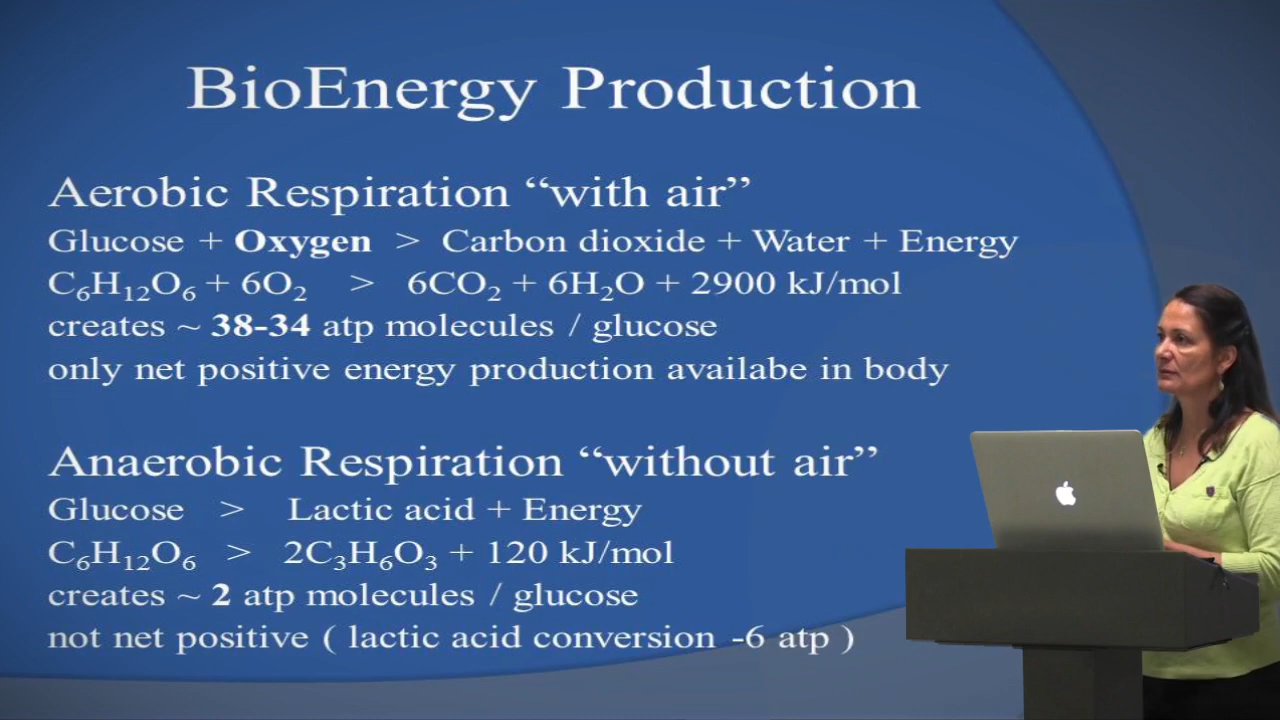 BioEnergy Production
Aerobic Respiration “with air”
Glucose + Oxygen > Carbon dioxide + Water + Energy
C₆H₁₂O₆ + 6O₂ > 6CO₂ + 6H₂O + 2900 kJ/mol
creates ~ 38-34 atp molecules / glucose
only net positive energy production availabe in body
Anaerobic Respiration “without air”
Glucose > Lactic acid + Energy
C₆H₁₂O₆ > 2C₃H₆O₃ + 120 kJ/mol
creates ~ 2 atp molecules / glucose
not net positive ( lactic acid conversion -6 atp )